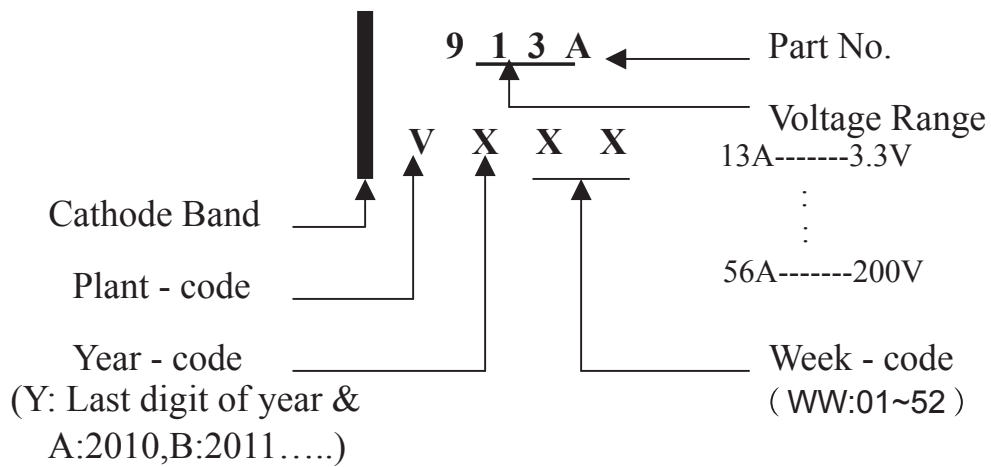 9 1 3 A
Part No.
Voltage Range
V X X X
13A-------3.3V
:
:
56A-------200V
Cathode Band
Plant - code
Year - code
(Y: Last digit of year &
A:2010,B:2011…..)
Week - code
（WW:01~52）